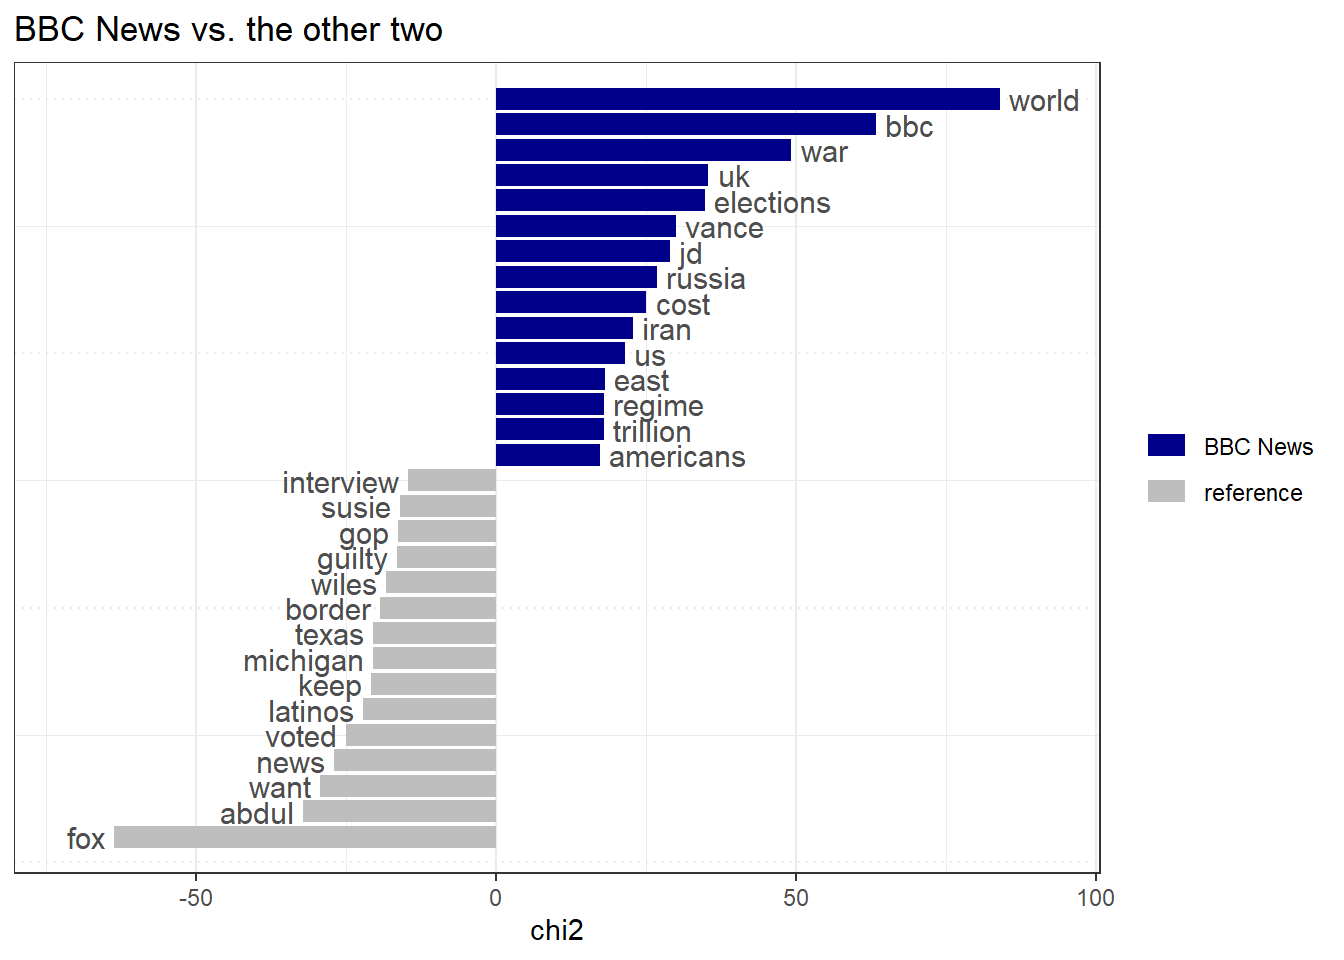 BBC News vs. the other two
world
bbc
war
uk
elections
vance
jd
russia
cost
iran
us
east
regime
trillion
americans
interview
susie
gop
guilty
wiles
border
texas
michigan
keep
latinos
voted
news
want
abdul
fox
BBC News
reference
-50 0 50 100
chi2